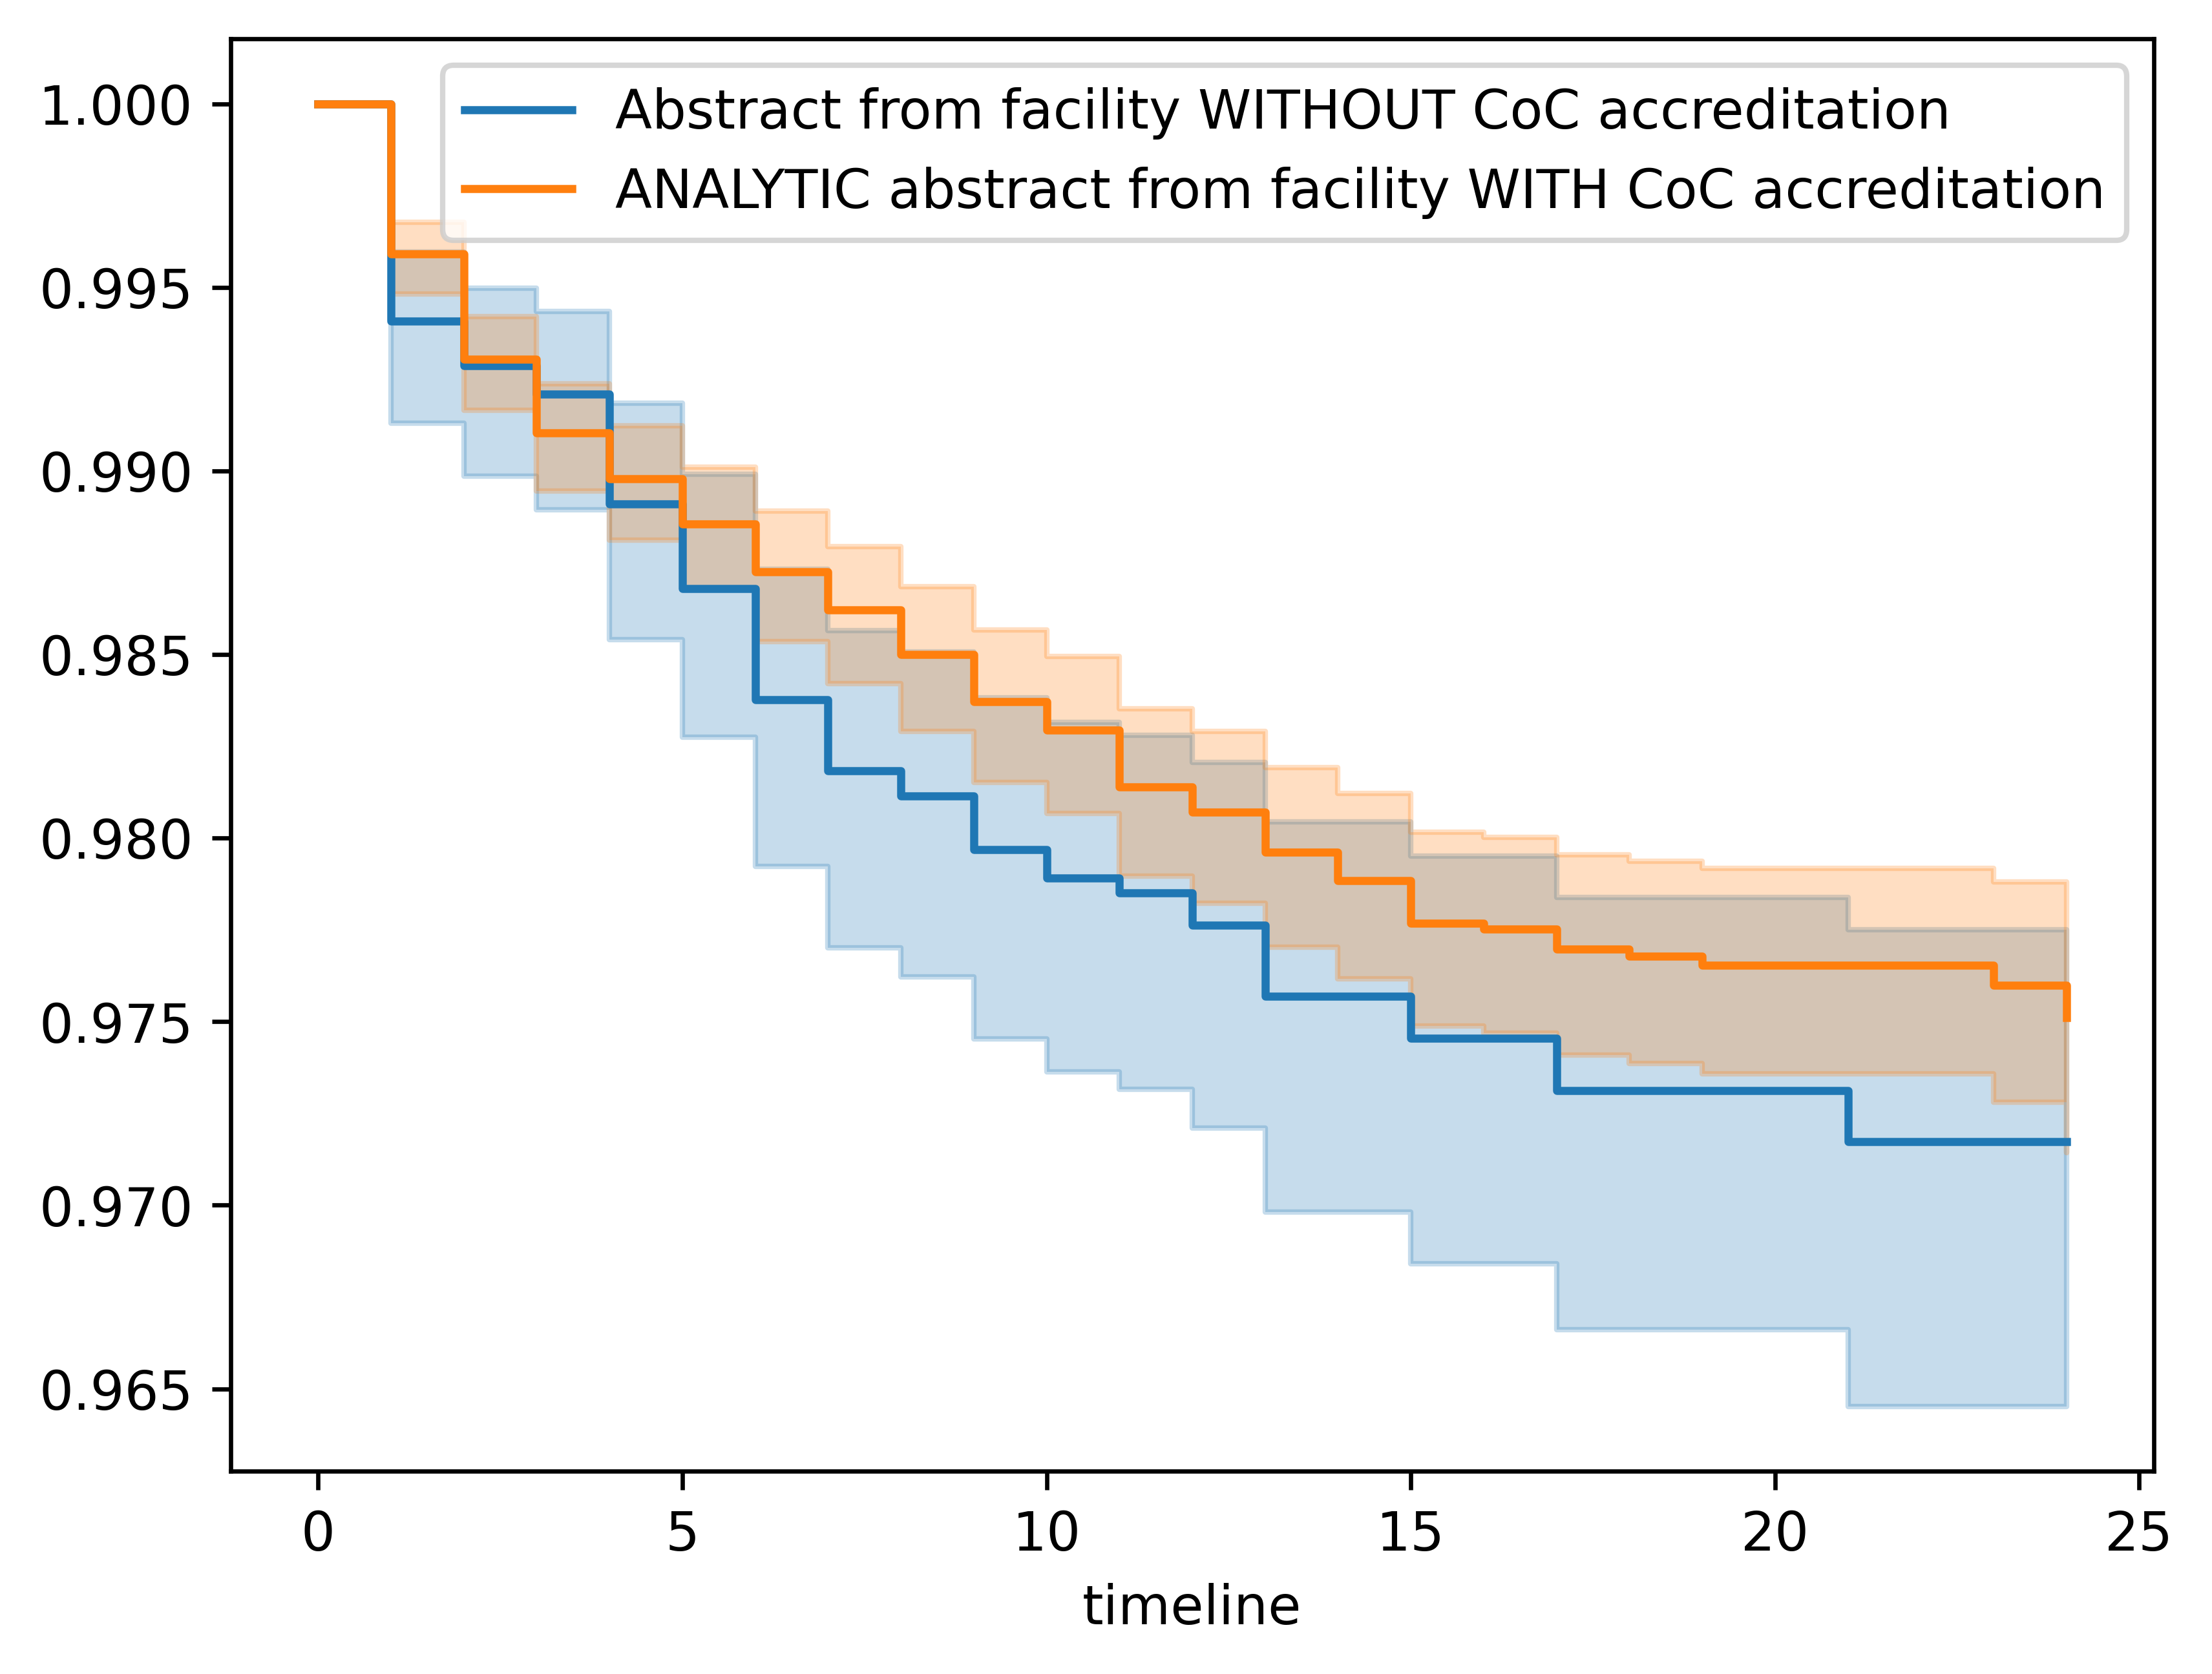 Abstract from facility WITHOUT CoC accreditation
ANALYTIC abstract from facility WITH CoC accreditation
1.000
0.995
0.990
0.985
0.980
0.975
0.970
0.965
0 5 10 15 20 25
timeline